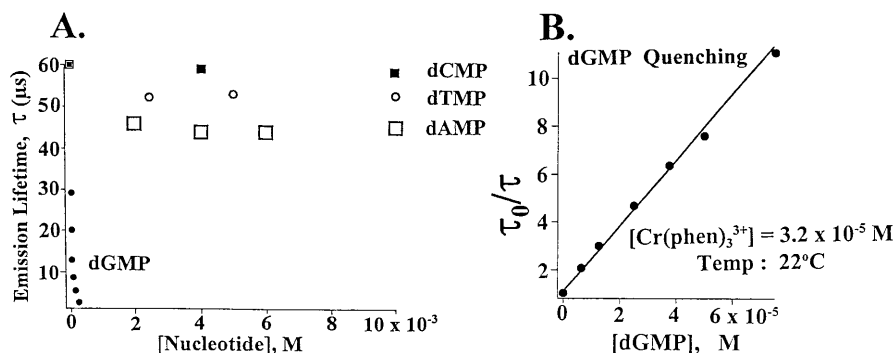 A.
60
50
40
30
20
10
Emission Lifetime, τ (μs)
dGMP
0
2
4
6
8
10 x 10⁻³
[Nucleotide], M
dCMP
dTMP
dAMP
B.
dGMP Quenching
10
8
6
4
2
τ₀/τ
[Cr(phen)₃³⁺] = 3.2 x 10⁻⁵ M
Temp : 22°C
0
2
4
6 x 10⁻⁵
[dGMP], M